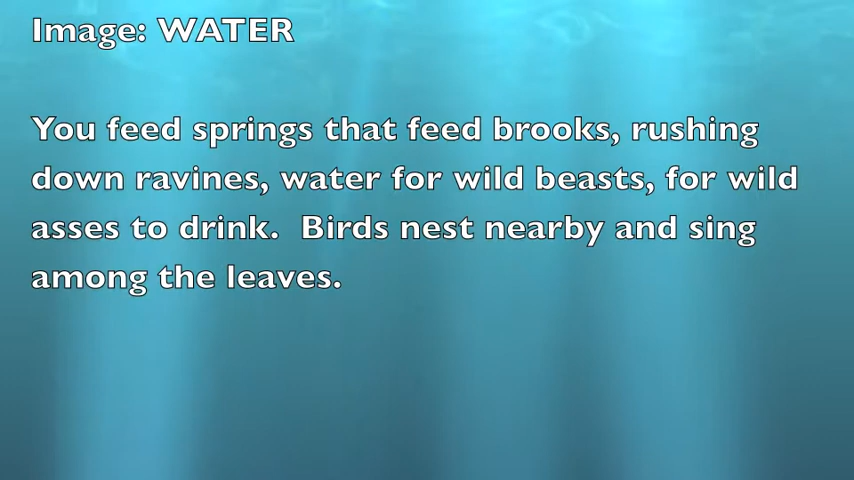 Image: WATER
You feed springs that feed brooks, rushing
down ravines, water for wild beasts, for wild
asses to drink.  Birds nest nearby and sing
among the leaves.